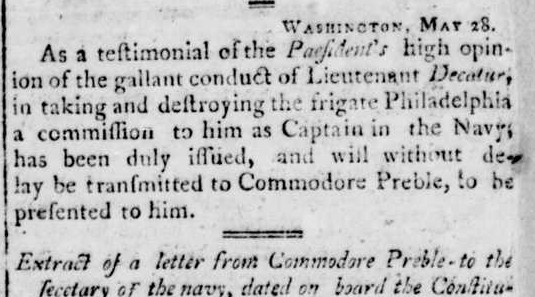 WASHINGTON, MAY 28.
As a teſtimonial of the Paeſident's high opin-
ion of the gallant conduct of Lieutenant Decatur,
in taking and deſtroying the frigate Philadelphia
a commiſſion to him as Captain in the Navy,
has been duly iſſued, and will without de-
lay be tranſmitted to Commodore Preble, to be
preſented to him.
Extract of a letter from Commodore Preble to the
ſecetary of the navy, dated on board the Conſtitu-